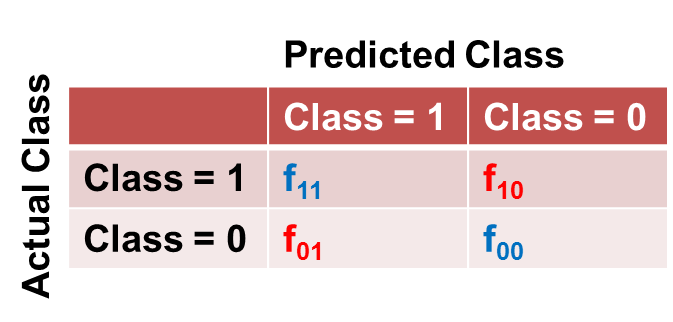 Predicted Class
Actual Class
Class = 1 Class = 0
Class = 1 f11 f10
Class = 0 f01 f00